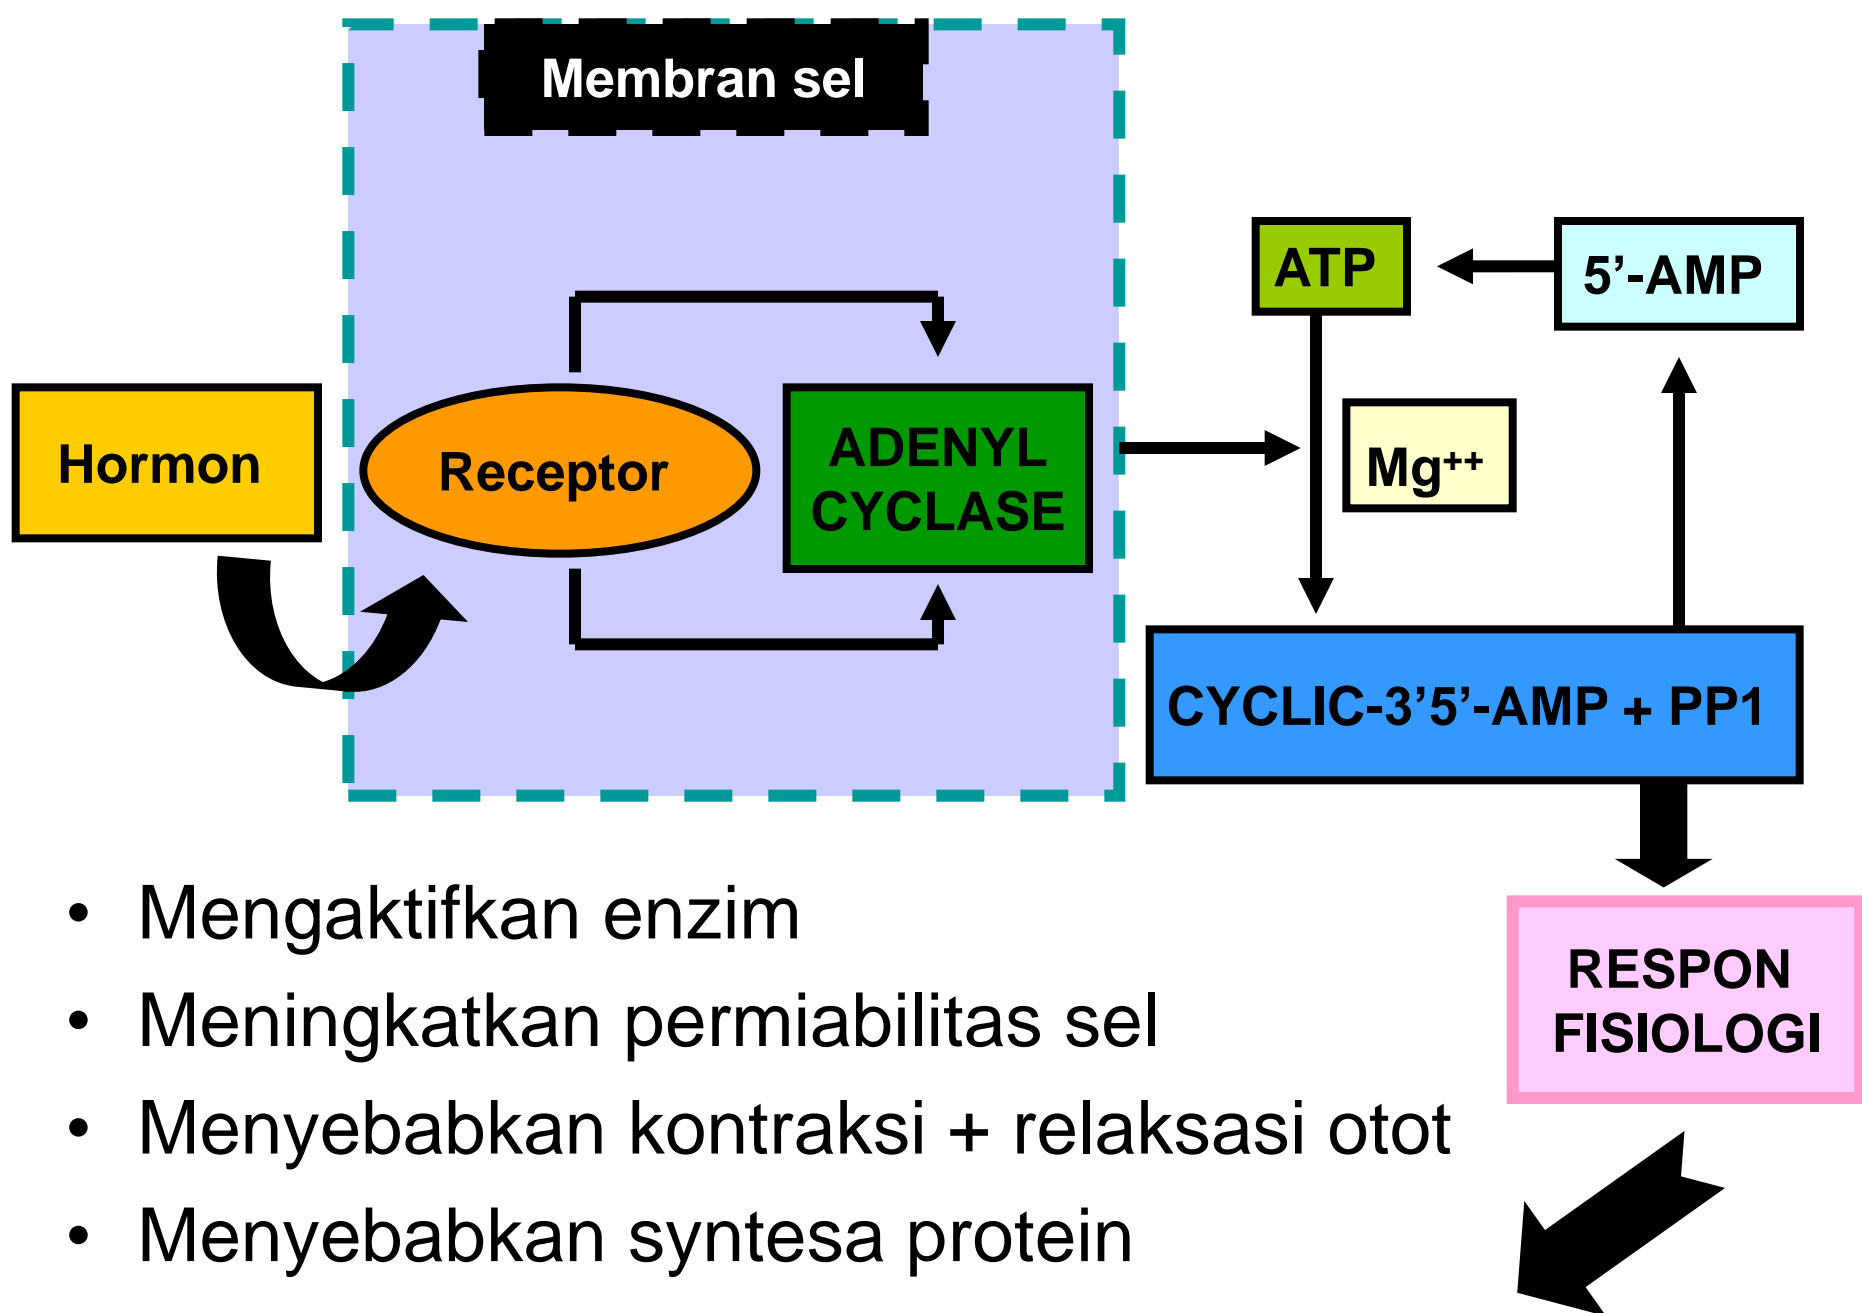 Membran sel
ATP
5’-AMP
Hormon
Receptor
ADENYL
CYCLASE
Mg++
CYCLIC-3’5’-AMP + PP1
RESPON
FISIOLOGI
• Mengaktifkan enzim
• Meningkatkan permiabilitas sel
• Menyebabkan kontraksi + relaksasi otot
• Menyebabkan syntesa protein